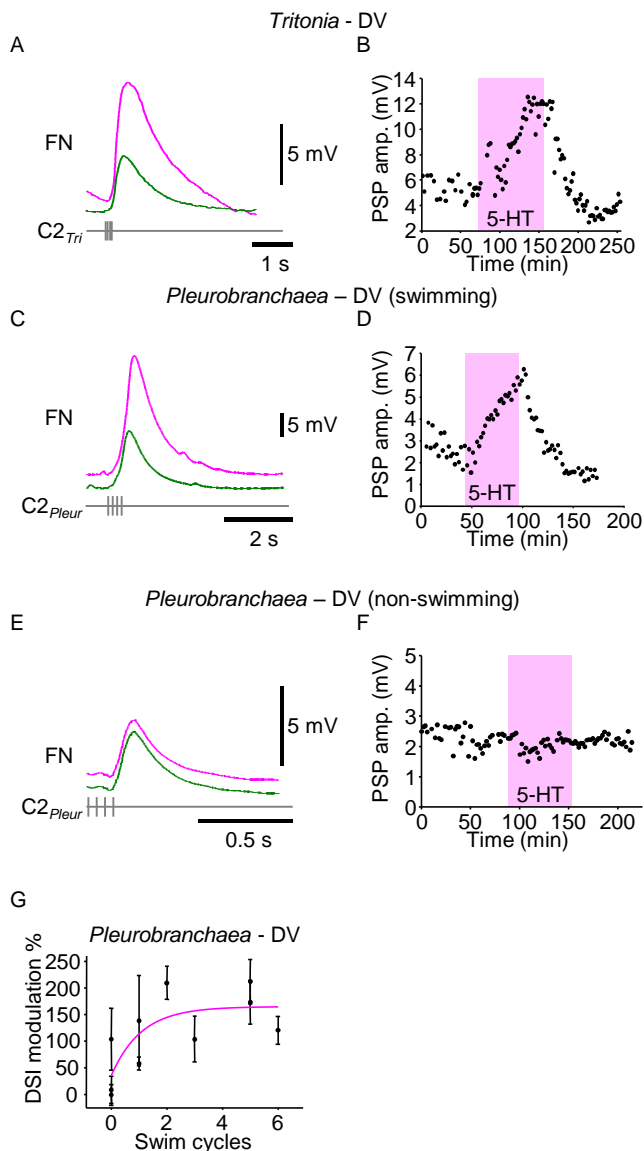 Tritonia - DV
A
B
FN
5 mV
C2Tri
1 s
PSP amp. (mV)
14
12
10
8
6
4
2
5-HT
0 50 100 150 200 250
Time (min)
Pleurobranchaea – DV (swimming)
C
D
FN
5 mV
C2Pleur
2 s
PSP amp. (mV)
7
6
5
4
3
2
1
0
5-HT
0 50 100 150 200
Time (min)
Pleurobranchaea – DV (non-swimming)
E
F
FN
5 mV
C2Pleur
0.5 s
PSP amp. (mV)
5
4
3
2
1
0
5-HT
0 50 100 150 200
Time (min)
G
Pleurobranchaea - DV
DSI modulation %
250
200
150
100
50
0
0 2 4 6
Swim cycles